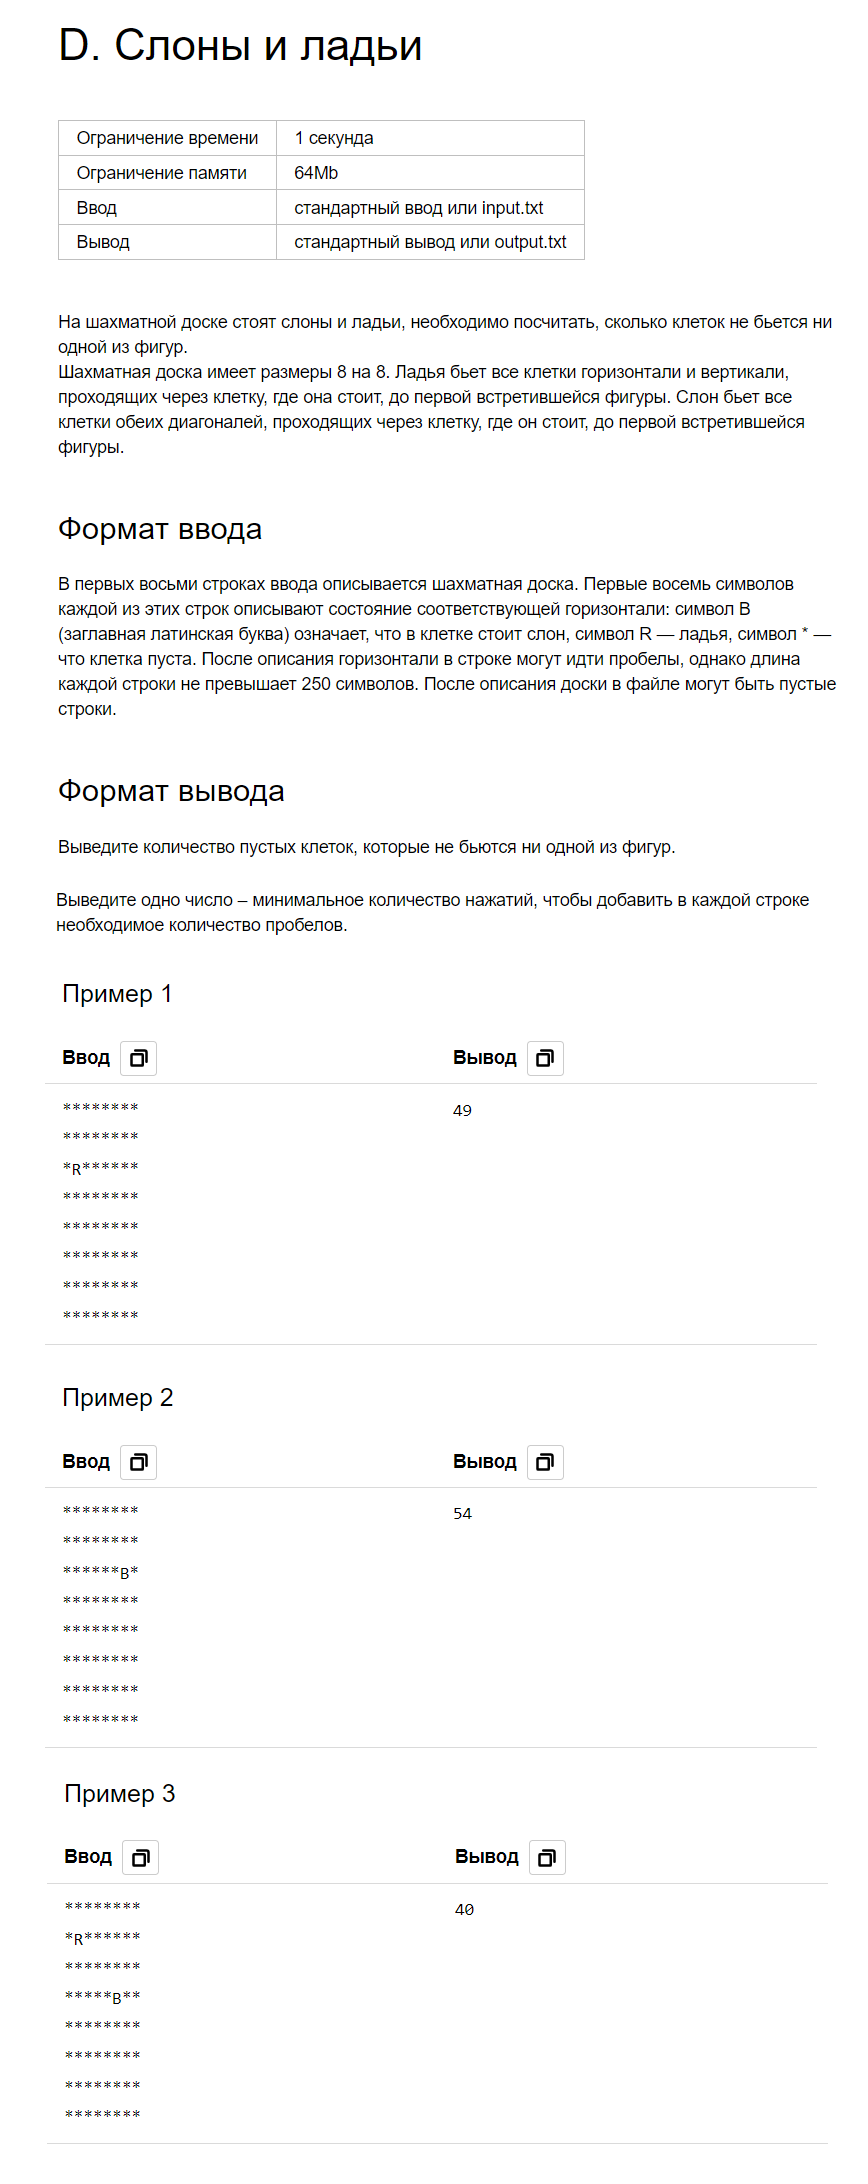 D. Слоны и ладьи
Ограничение времени 1 секунда
Ограничение памяти 64Mb
Ввод стандартный ввод или input.txt
Вывод стандартный вывод или output.txt
На шахматной доске стоят слоны и ладьи, необходимо посчитать, сколько клеток не бьется ни
одной из фигур.
Шахматная доска имеет размеры 8 на 8. Ладья бьет все клетки горизонтали и вертикали,
проходящих через клетку, где она стоит, до первой встретившейся фигуры. Слон бьет все
клетки обеих диагоналей, проходящих через клетку, где он стоит, до первой встретившейся
фигуры.
Формат ввода
В первых восьми строках ввода описывается шахматная доска. Первые восемь символов
каждой из этих строк описывают состояние соответствующей горизонтали: символ B
(заглавная латинская буква) означает, что в клетке стоит слон, символ R — ладья, символ * —
что клетка пуста. После описания горизонтали в строке могут идти пробелы, однако длина
каждой строки не превышает 250 символов. После описания доски в файле могут быть пустые
строки.
Формат вывода
Выведите количество пустых клеток, которые не бьются ни одной из фигур.
Выведите одно число – минимальное количество нажатий, чтобы добавить в каждой строке
необходимое количество пробелов.
Пример 1
Ввод Вывод
******** 49
********
*R******
********
********
********
********
********
Пример 2
Ввод Вывод
******** 54
********
******B*
********
********
********
********
********
Пример 3
Ввод Вывод
******** 40
*R******
********
*****B**
********
********
********
********